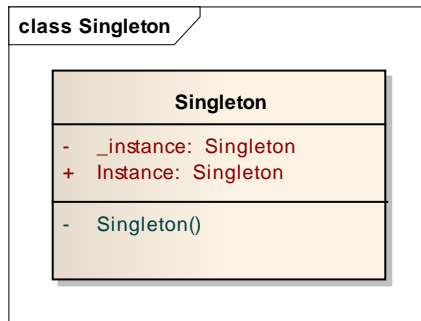 class Singleton
Singleton
- _instance: Singleton
+ Instance: Singleton
- Singleton()